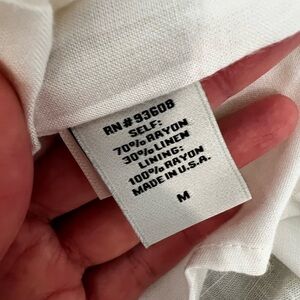 RN#93608
SELF:
70% RAYON
30% LINEN
LINING:
100% RAYON
MADE IN U.S.A.
M